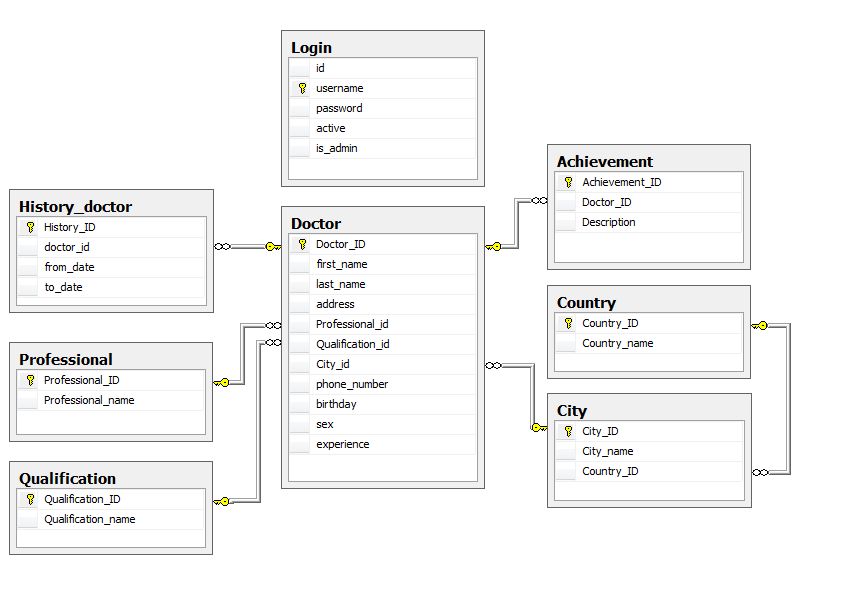 Login
id
username
password
active
is_admin
History_doctor
History_ID
doctor_id
from_date
to_date
Professional
Professional_ID
Professional_name
Qualification
Qualification_ID
Qualification_name
Doctor
Doctor_ID
first_name
last_name
address
Professional_id
Qualification_id
City_id
phone_number
birthday
sex
experience
Achievement
Achievement_ID
Doctor_ID
Description
Country
Country_ID
Country_name
City
City_ID
City_name
Country_ID